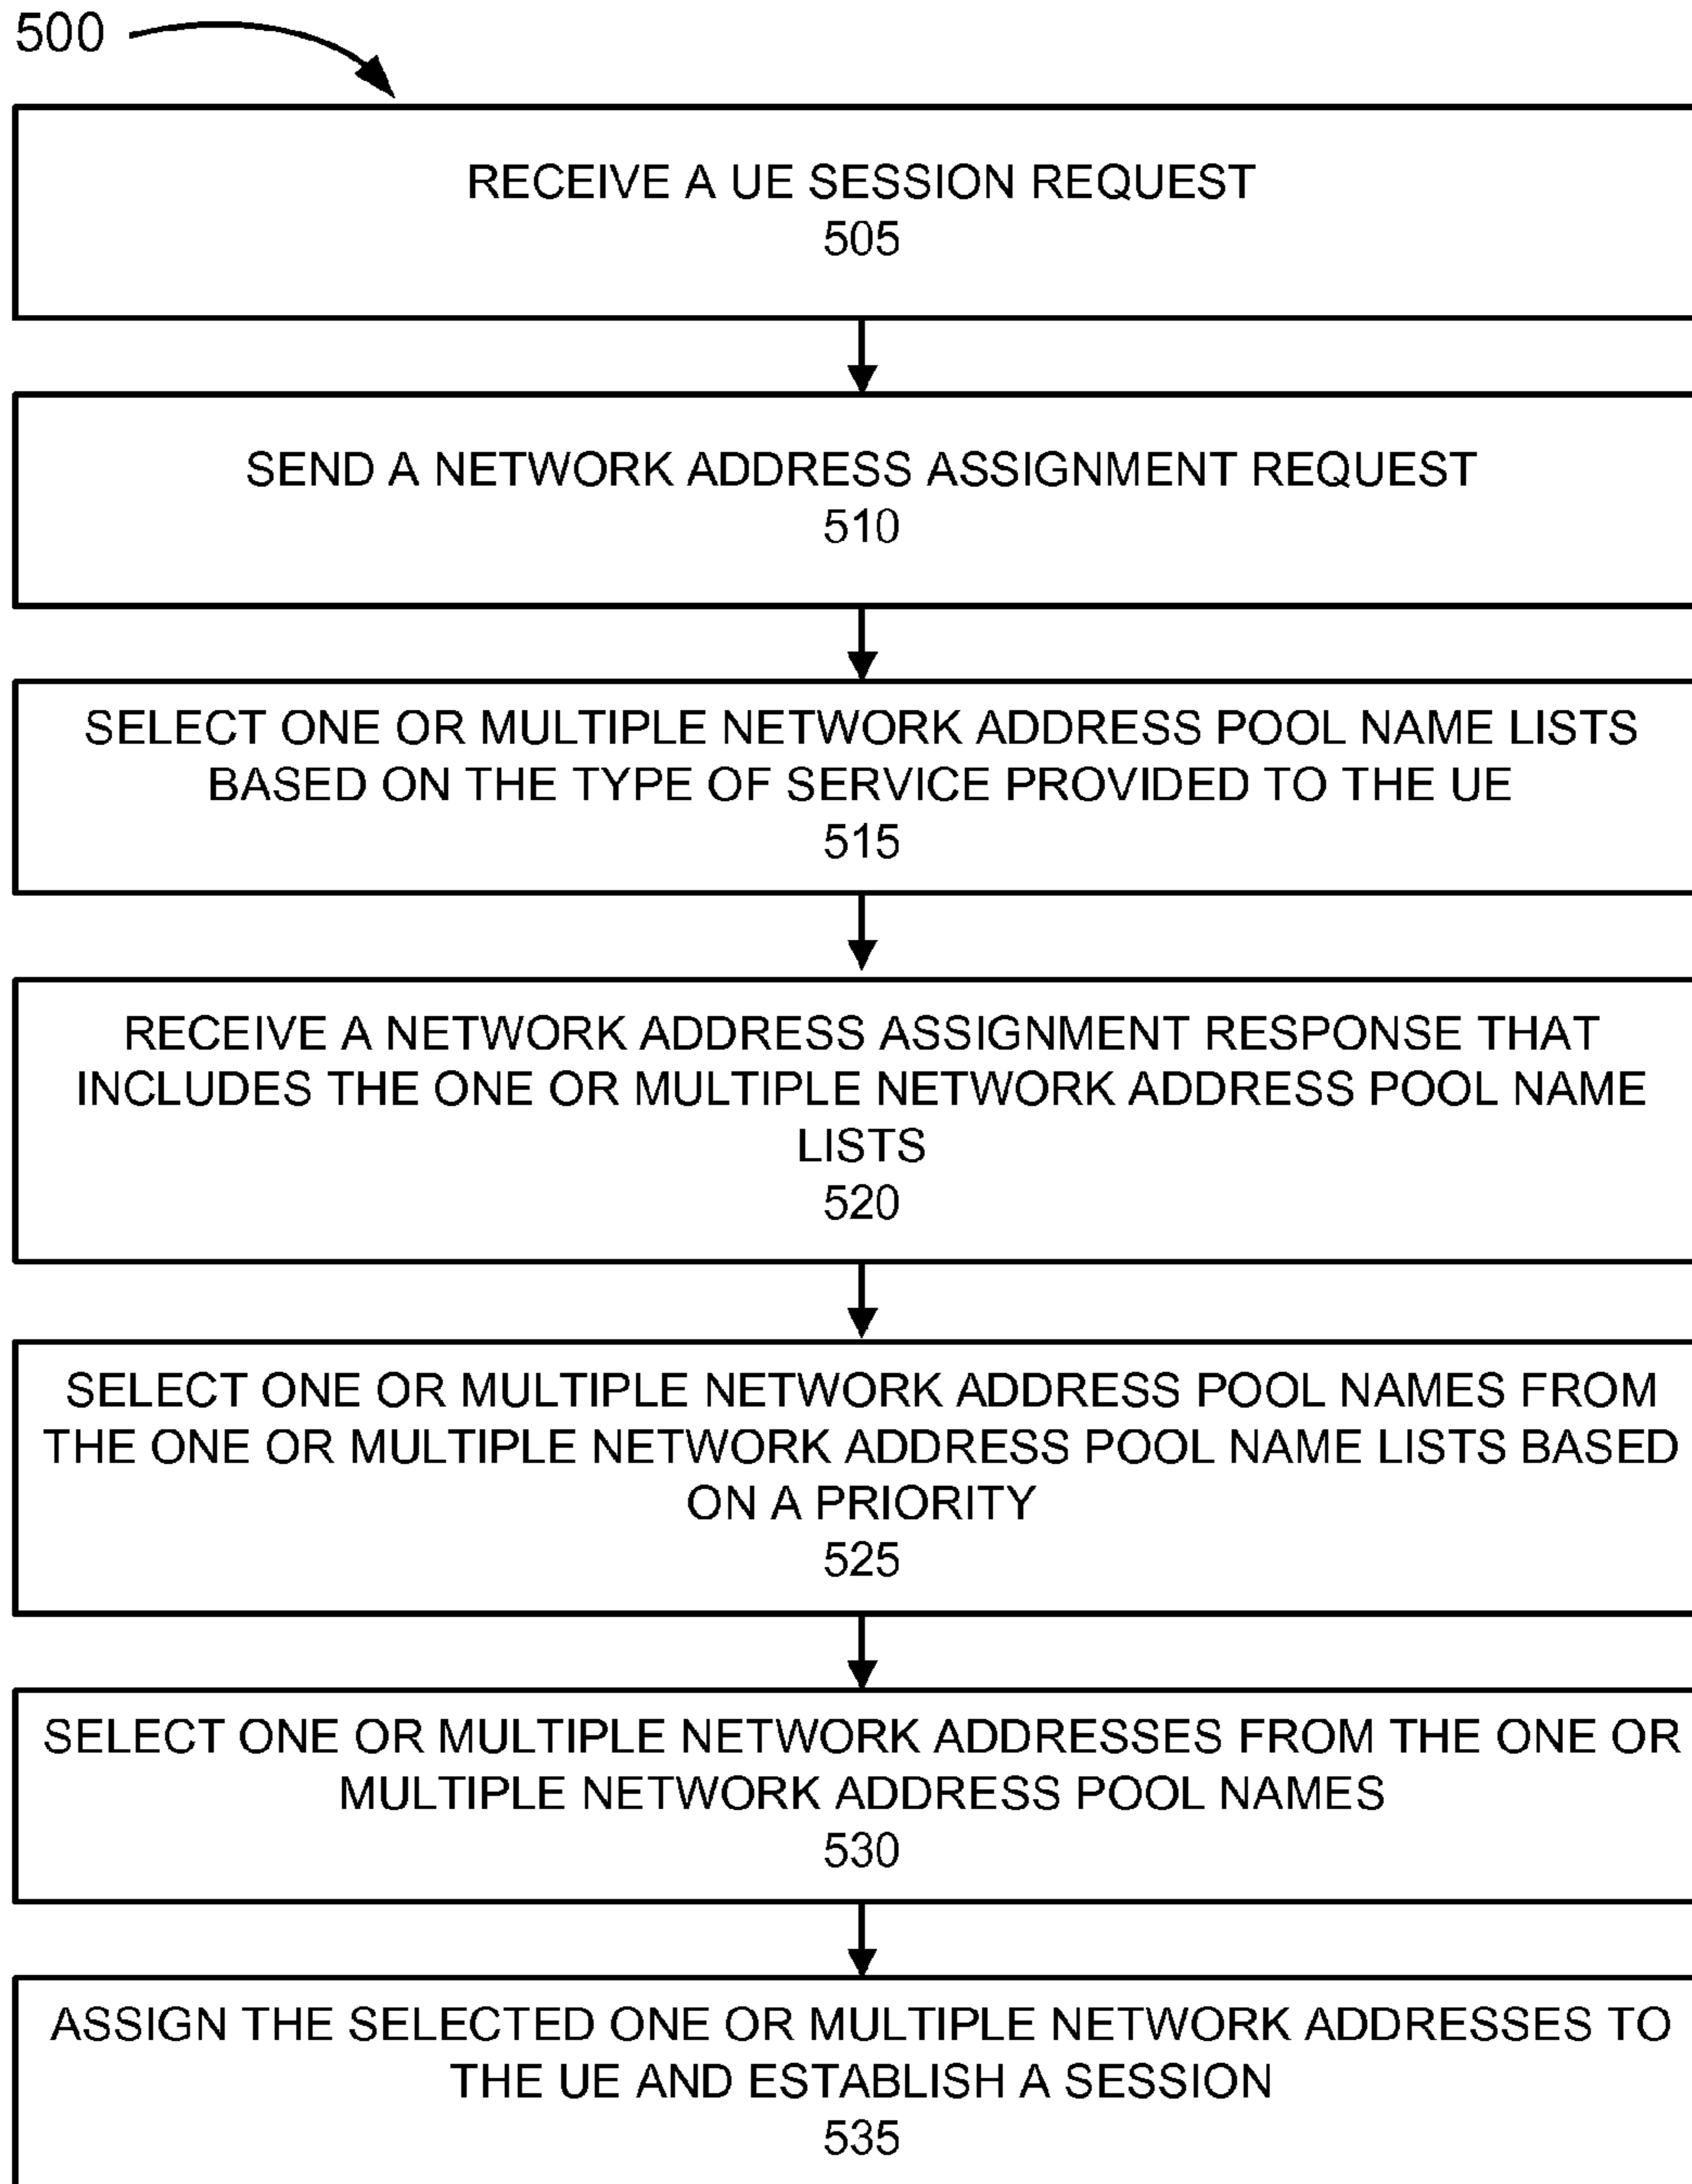 500
RECEIVE A UE SESSION REQUEST
505
SEND A NETWORK ADDRESS ASSIGNMENT REQUEST
510
SELECT ONE OR MULTIPLE NETWORK ADDRESS POOL NAME LISTS
BASED ON THE TYPE OF SERVICE PROVIDED TO THE UE
515
RECEIVE A NETWORK ADDRESS ASSIGNMENT RESPONSE THAT
INCLUDES THE ONE OR MULTIPLE NETWORK ADDRESS POOL NAME
LISTS
520
SELECT ONE OR MULTIPLE NETWORK ADDRESS POOL NAMES FROM
THE ONE OR MULTIPLE NETWORK ADDRESS POOL NAME LISTS BASED
ON A PRIORITY
525
SELECT ONE OR MULTIPLE NETWORK ADDRESSES FROM THE ONE OR
MULTIPLE NETWORK ADDRESS POOL NAMES
530
ASSIGN THE SELECTED ONE OR MULTIPLE NETWORK ADDRESSES TO
THE UE AND ESTABLISH A SESSION
535